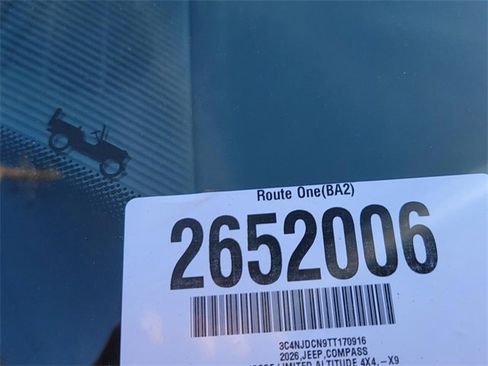 Route One(BA2)
2652006
3C4NJDCN9TT170916
2026,JEEP,COMPASS
LIMITED ALTITUDE 4X4,-X9